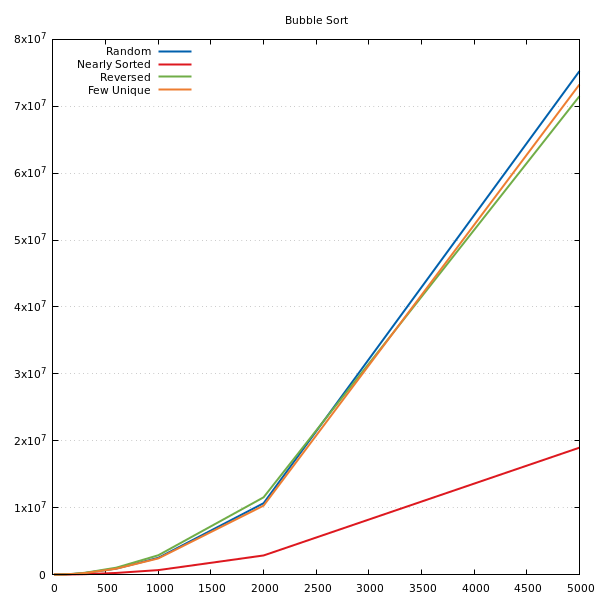 Bubble Sort
8x10⁷
7x10⁷
6x10⁷
5x10⁷
4x10⁷
3x10⁷
2x10⁷
1x10⁷
0
Random
Nearly Sorted
Reversed
Few Unique
0 500 1000 1500 2000 2500 3000 3500 4000 4500 5000